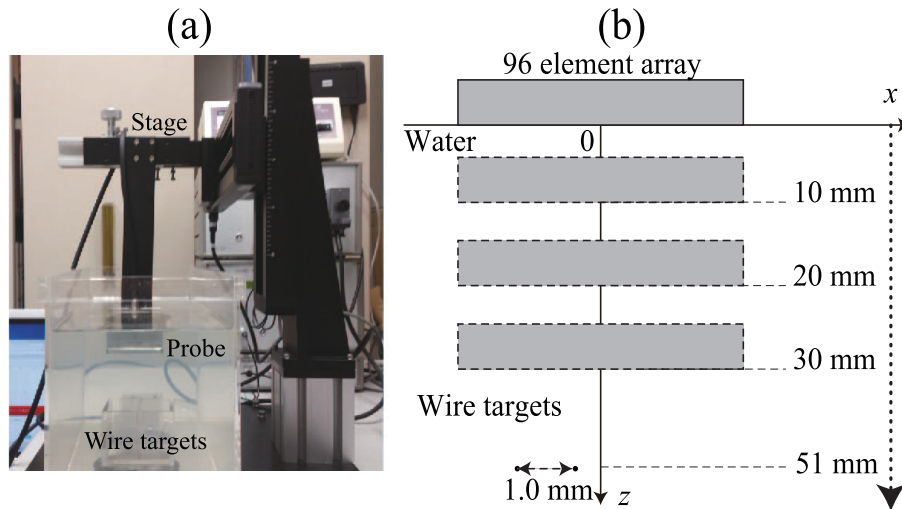 (a)
Stage
Probe
Wire targets
(b)
96 element array
x
Water
0
10 mm
20 mm
30 mm
Wire targets
51 mm
1.0 mm
z